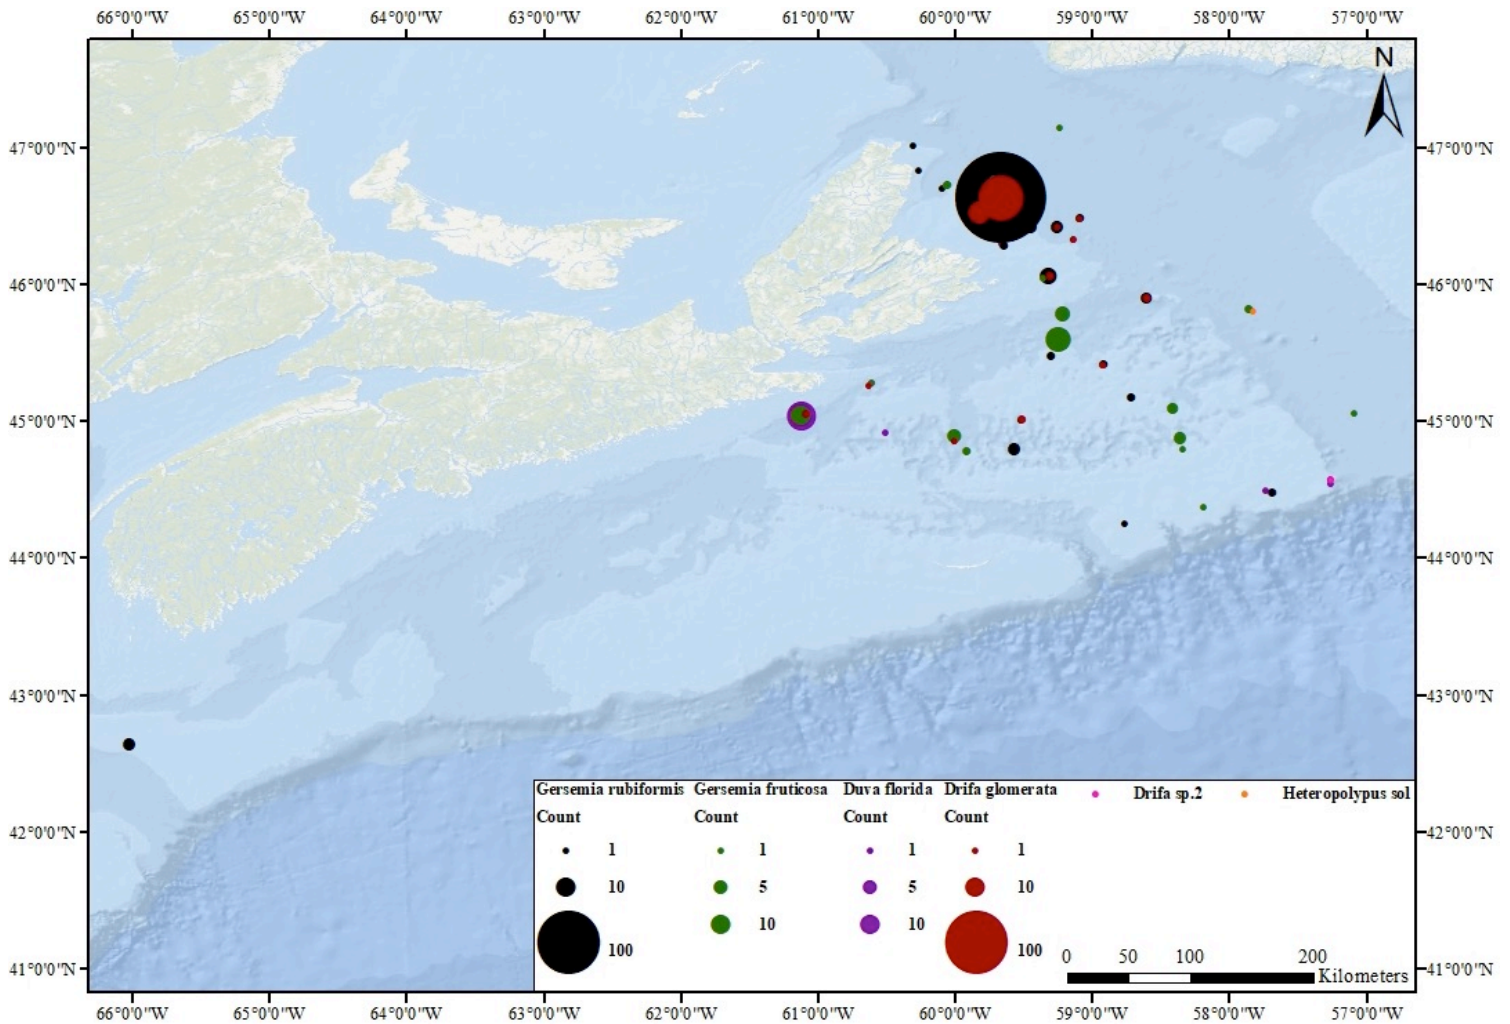 66°0'0"W 65°0'0"W 64°0'0"W 63°0'0"W 62°0'0"W 61°0'0"W 60°0'0"W 59°0'0"W 58°0'0"W 57°0'0"W
N
47°0'0"N 47°0'0"N
46°0'0"N 46°0'0"N
45°0'0"N 45°0'0"N
44°0'0"N 44°0'0"N
43°0'0"N 43°0'0"N
42°0'0"N 42°0'0"N
41°0'0"N 41°0'0"N
Gersemia rubiformis Gersemia fruticosa Duva florida Drifa glomerata Drifa sp.2 Heteropolypus sol
Count Count Count Count
1 1 1 1
10 5 5 10
100 10 10 100
0 50 100 200
Kilometers
66°0'0"W 65°0'0"W 64°0'0"W 63°0'0"W 62°0'0"W 61°0'0"W 60°0'0"W 59°0'0"W 58°0'0"W 57°0'0"W